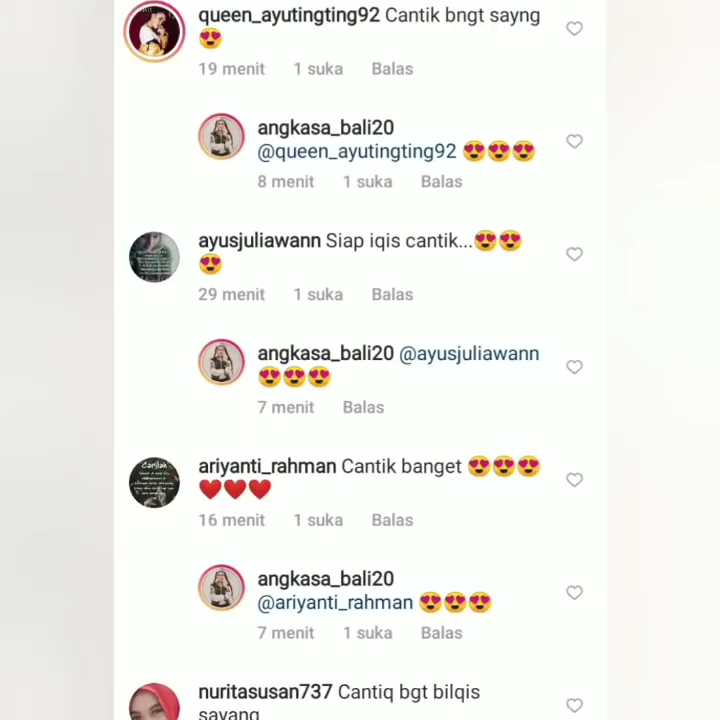 queen_ayutingting92 Cantik bngt sayng
😍
19 menit 1 suka Balas
angkasa_bali20
@queen_ayutingting92 😍😍😍
8 menit 1 suka Balas
ayusjuliawann Siap iqis cantik...😍😍
😍
29 menit 1 suka Balas
angkasa_bali20 @ayusjuliawann
😍😍😍
7 menit Balas
ariyanti_rahman Cantik banget 😍😍😍
❤️❤️❤️
16 menit 1 suka Balas
angkasa_bali20
@ariyanti_rahman 😍😍😍
7 menit 1 suka Balas
nuritasusan737 Cantiq bgt bilqis
sayang